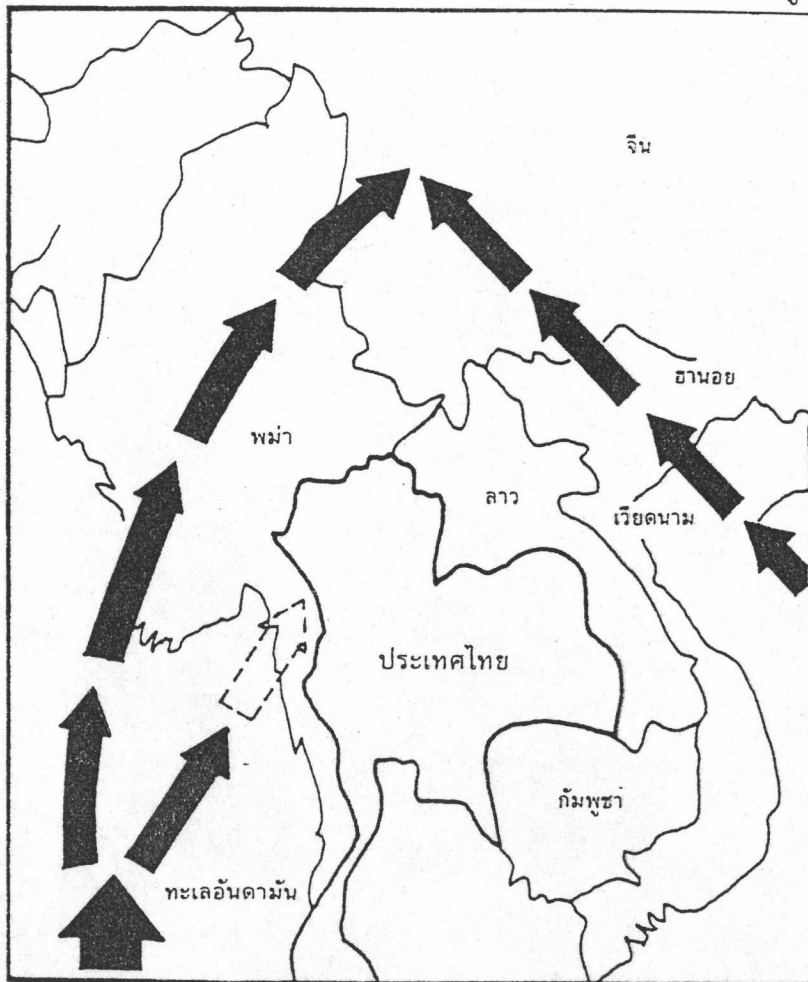 จีน
ฮานอย
พม่า
ลาว
เวียดนาม
ประเทศไทย
กัมพูชา
ทะเลอันดามัน